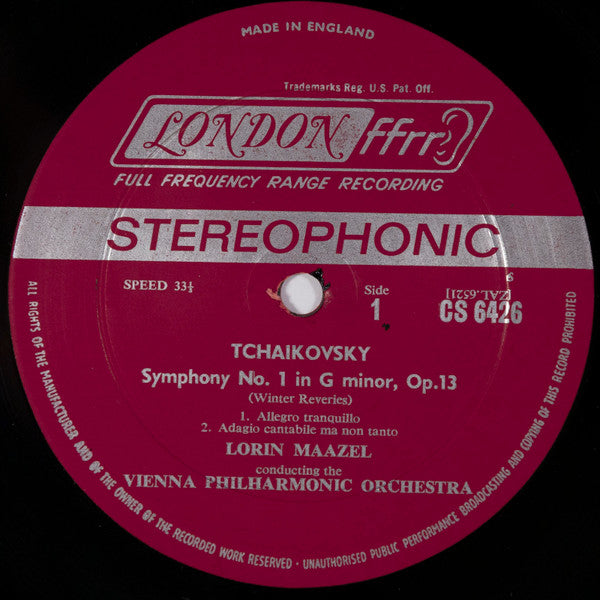 MADE IN ENGLAND
Trademarks Reg. U.S. Pat. Off.
LONDON ffrr
FULL FREQUENCY RANGE RECORDING
STEREOPHONIC
SPEED 33⅓
Side
1
9
[ZAL.6521]
CS 6426
TCHAIKOVSKY
Symphony No. 1 in G minor, Op.13
(Winter Reveries)
1. Allegro tranquillo
2. Adagio cantabile ma non tanto
LORIN MAAZEL
conducting the
VIENNA PHILHARMONIC ORCHESTRA
ALL RIGHTS OF THE MANUFACTURER AND OF THE OWNER OF THE RECORDED WORK RESERVED · UNAUTHORISED PUBLIC PERFORMANCE BROADCASTING AND COPYING OF THIS RECORD PROHIBITED